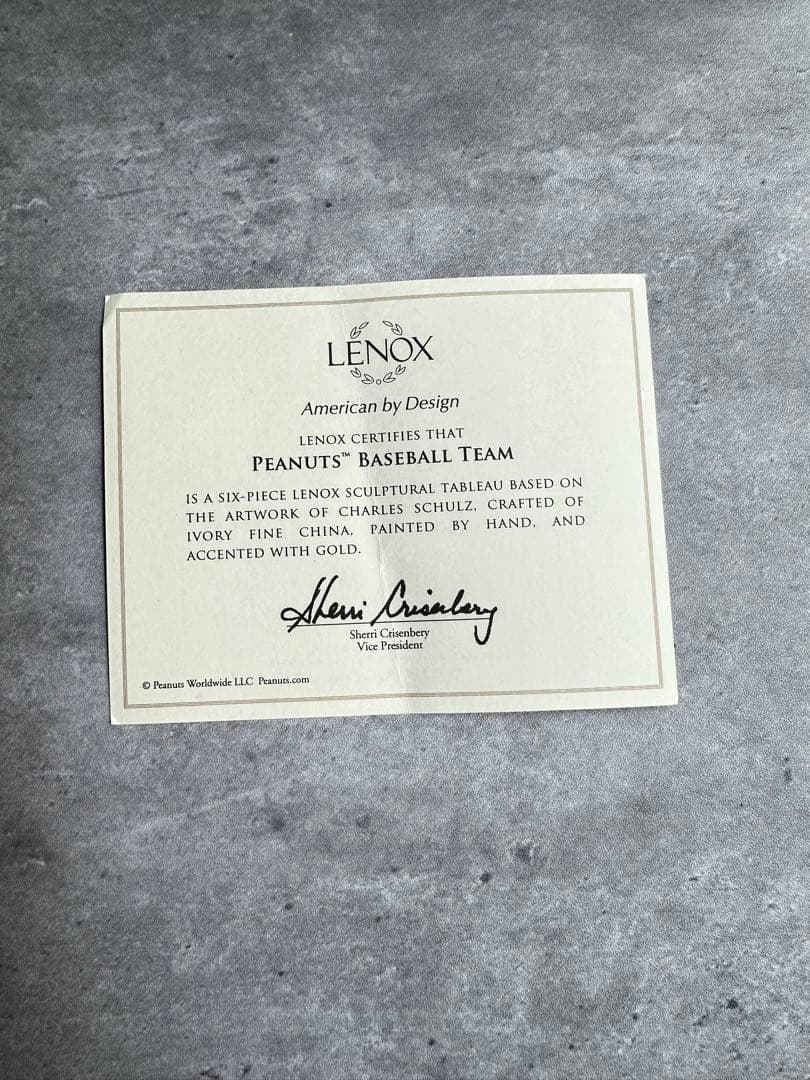 LENOX
American by Design
LENOX CERTIFIES THAT
PEANUTS™ BASEBALL TEAM
IS A SIX-PIECE LENOX SCULPTURAL TABLEAU BASED ON
THE ARTWORK OF CHARLES SCHULZ, CRAFTED OF
IVORY FINE CHINA, PAINTED BY HAND, AND
ACCENTED WITH GOLD.
Sherri Crisenbery
Sherri Crisenbery
Vice President
© Peanuts Worldwide LLC Peanuts.com